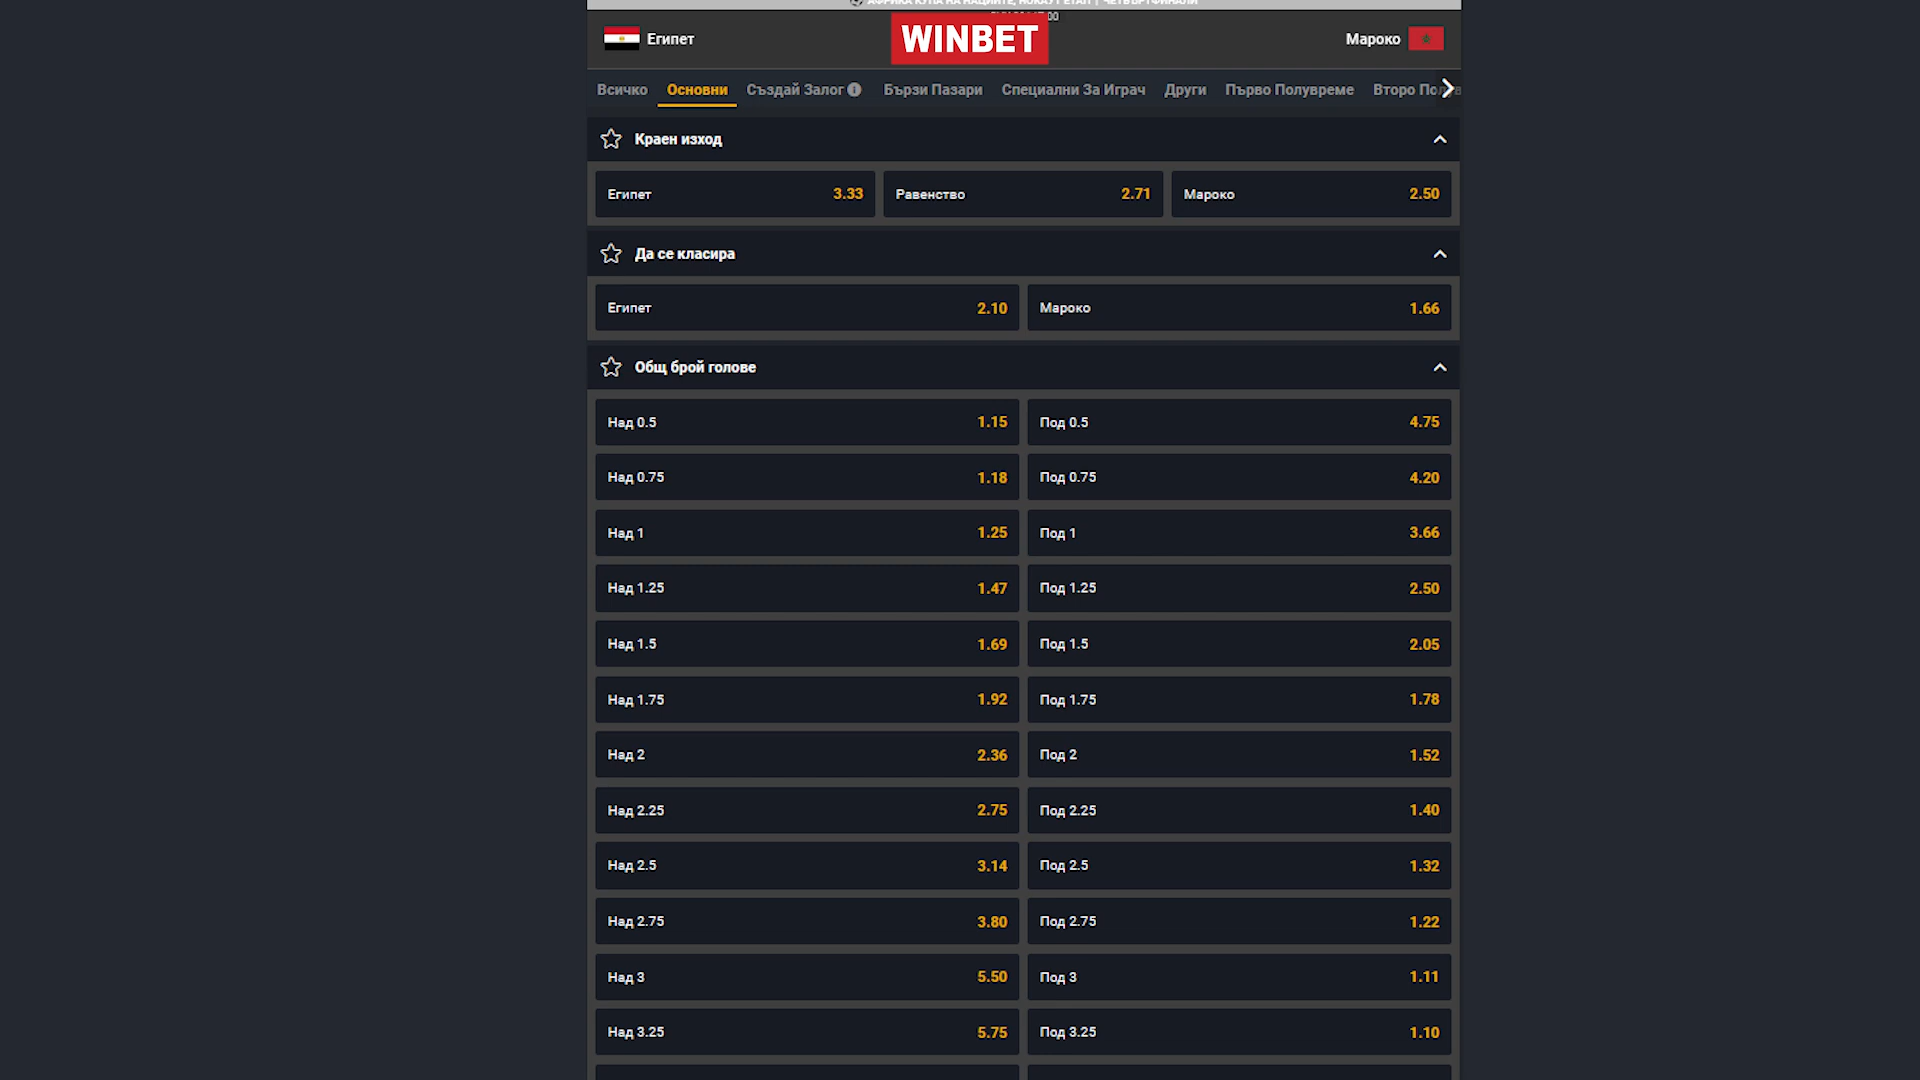 АФРИКА КУПА НА НАЦИИТЕ, НОКАУТ ЕТАП | ЧЕТВЪРТФИНАЛИ
Египет
WINBET
Мароко
Всичко Основни Създай Залог Бързи Пазари Специални За Играч Други Първо Полувреме Второ
Краен изход
Египет 3.33 Равенство 2.71 Мароко 2.50
Да се класира
Египет 2.10 Мароко 1.66
Общ брой голове
Над 0.5 1.15 Под 0.5 4.75
Над 0.75 1.18 Под 0.75 4.20
Над 1 1.25 Под 1 3.66
Над 1.25 1.47 Под 1.25 2.50
Над 1.5 1.69 Под 1.5 2.05
Над 1.75 1.92 Под 1.75 1.78
Над 2 2.36 Под 2 1.52
Над 2.25 2.75 Под 2.25 1.40
Над 2.5 3.14 Под 2.5 1.32
Над 2.75 3.80 Под 2.75 1.22
Над 3 5.50 Под 3 1.11
Над 3.25 5.75 Под 3.25 1.10